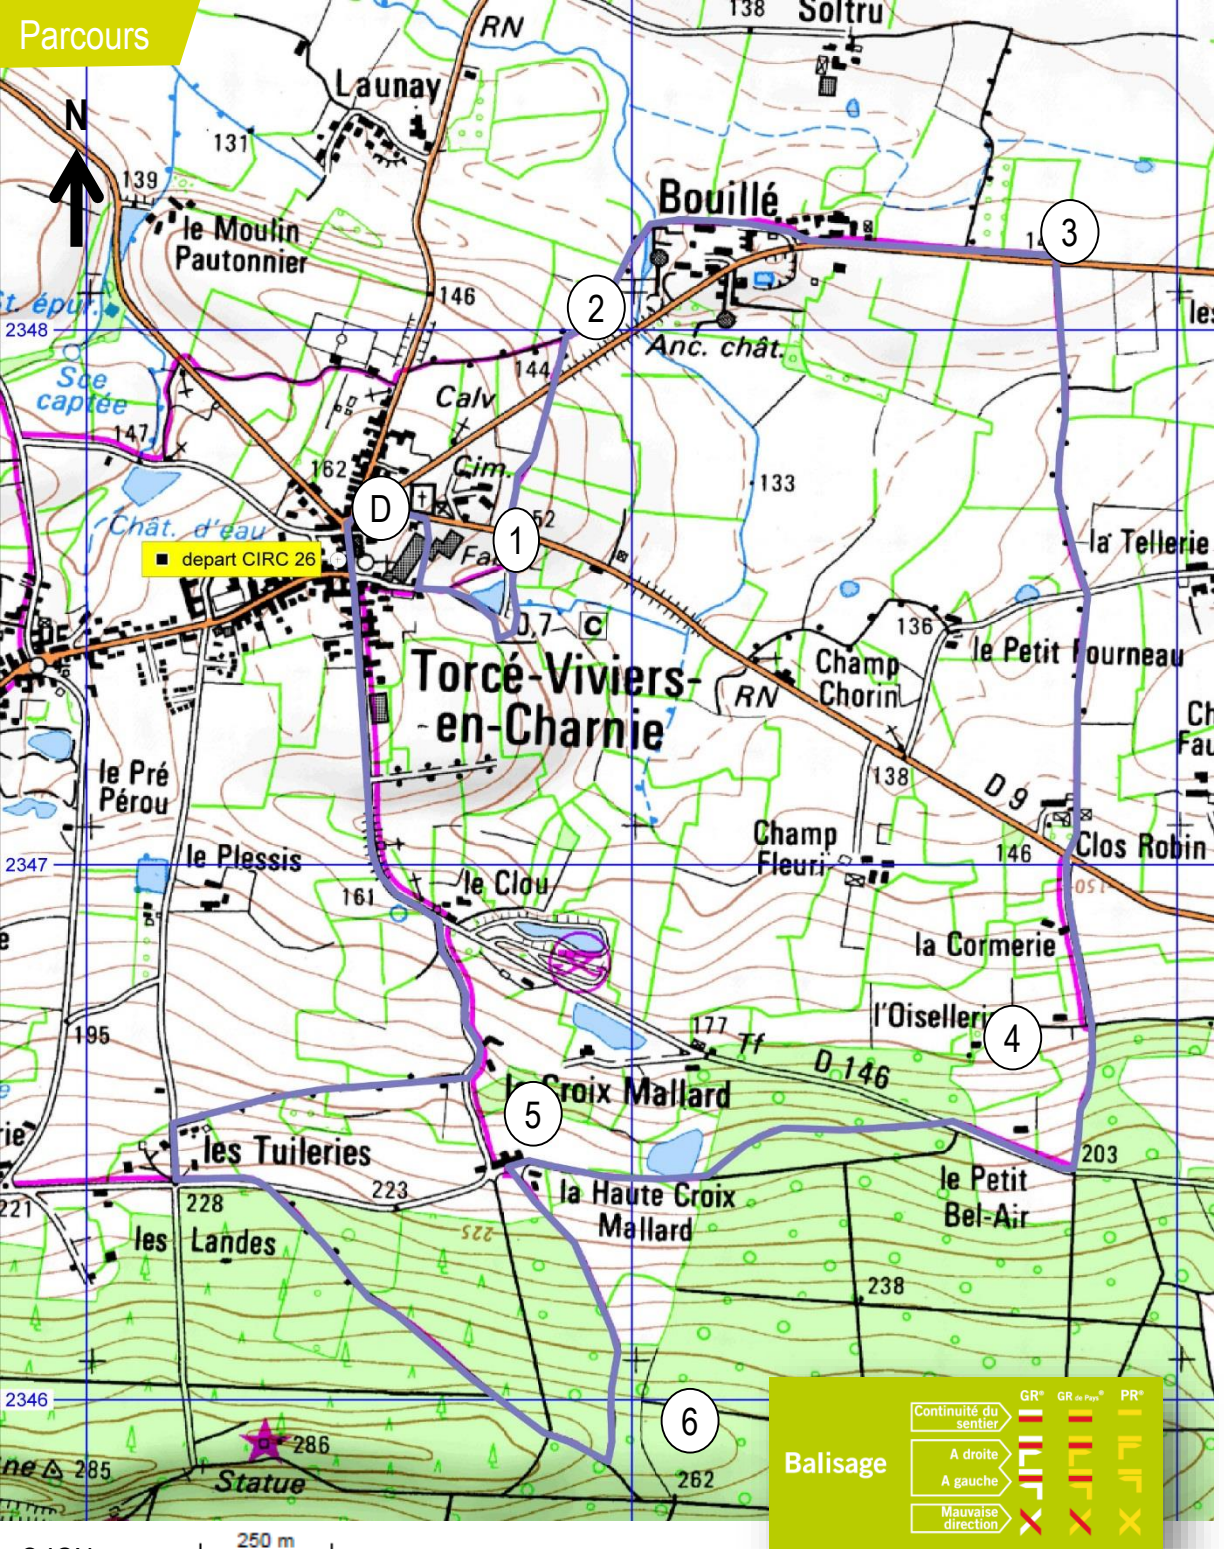 Parcours
RN
138
Soltru
Launay
N
131
139
le Moulin
Pautonnier
Bouillé
3
St. épur.
146
2
2348
les
Anc. chât.
144
Sce
captée
Calv
147
162
Cim.
133
D
52
Chât. d'eau
1
la Tellerie
depart CIRC 26
136
0,7
C
le Petit Fourneau
Champ
Chorin
Torcé-Viviers-
en-Charnie
RN
138
D 9
le Pré
Pérou
Champ
Fleuri
146
Clos Robin
2347
le Plessis
150
161
le Clou
la Cormerie
l'Oisellerie
195
177
Tf
4
D 146
la Croix Mallard
5
les Tuileries
203
221
228
223
la Haute Croix
Mallard
le Petit
Bel-Air
225
les Landes
238
2346
6
286
285
Statue
262
Balisage
GR®
GR de Pays®
PR®
Continuité du
sentier
A droite
A gauche
Mauvaise
direction
250 m